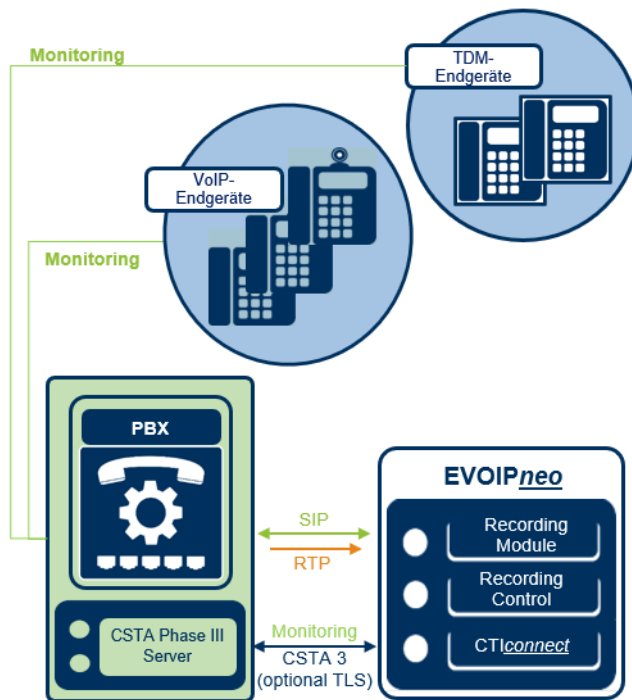 Monitoring
TDM-
Endgeräte
VoIP-
Endgeräte
Monitoring
PBX
EVOIPneo
SIP
RTP
Recording
Module
Recording
Control
CTIconnect
CSTA Phase III
Server
Monitoring
CSTA 3
(optional TLS)